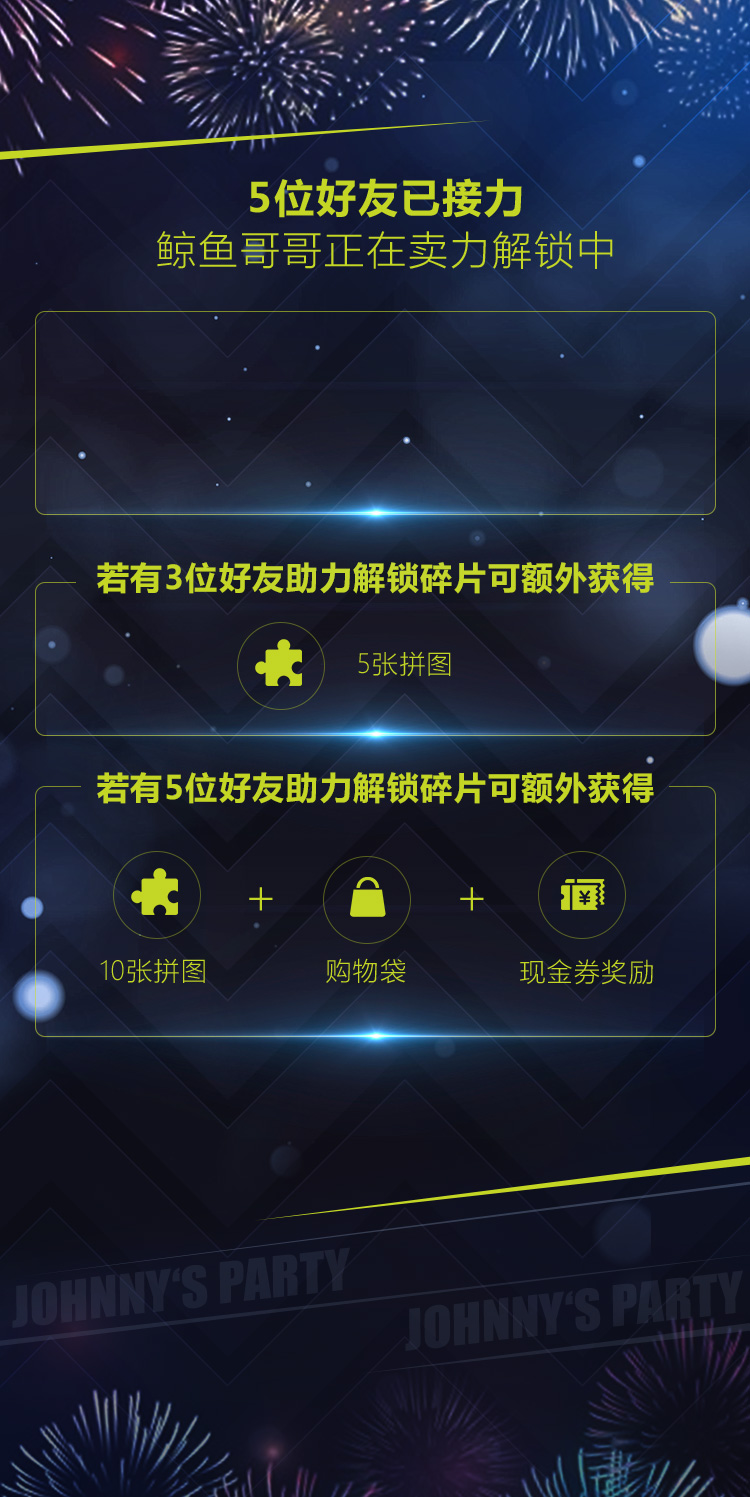 5位好友已接力
鲸鱼哥哥正在卖力解锁中
若有3位好友助力解锁碎片可额外获得
5张拼图
若有5位好友助力解锁碎片可额外获得
+
+
¥
10张拼图
购物袋
现金券奖励
JOHNNY‘S PARTY
JOHNNY‘S PARTY